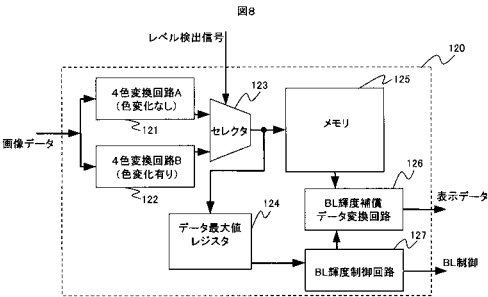 図8
レベル検出信号
120
4色変換回路A
(色変化なし)
121
123
セレクタ
125
メモリ
画像データ
4色変換回路B
(色変化有り)
122
126
BL輝度補償
データ変換回路
表示データ
124
データ最大値
レジスタ
127
BL輝度制御回路
BL制御